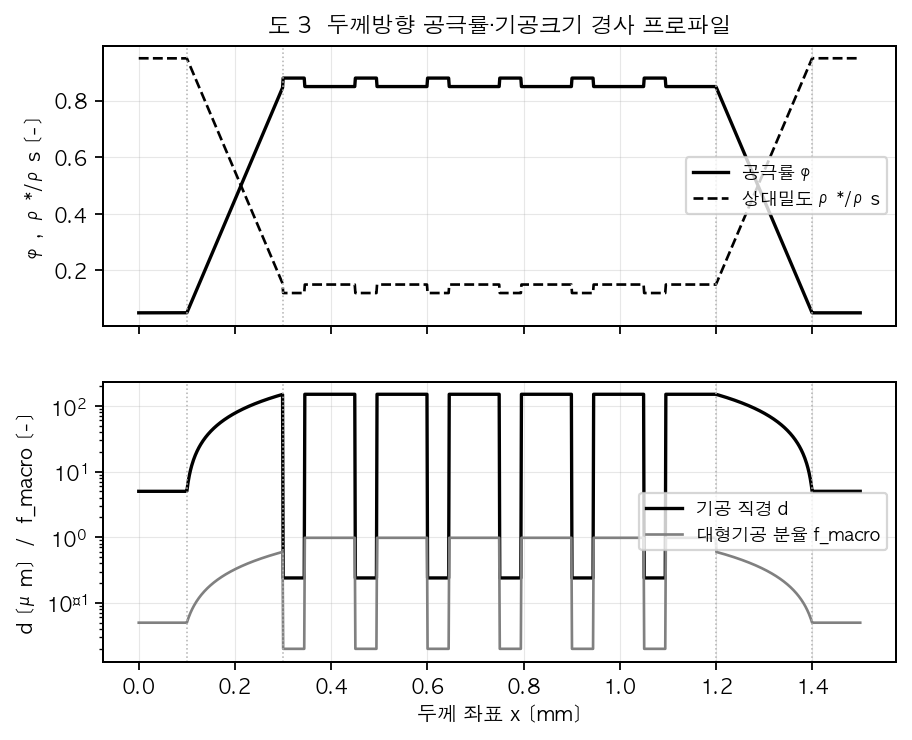 도 3 두께방향 공극률·기공크기 경사 프로파일
φ , ρ */ρ s [-]
0.8
0.6
0.4
0.2
공극률 φ
상대밀도 ρ */ρ s
d [μ m] / f_macro [-]
10²
10¹
10⁰
10¤¹
기공 직경 d
대형기공 분율 f_macro
0.0 0.2 0.4 0.6 0.8 1.0 1.2 1.4
두께 좌표 x [mm]